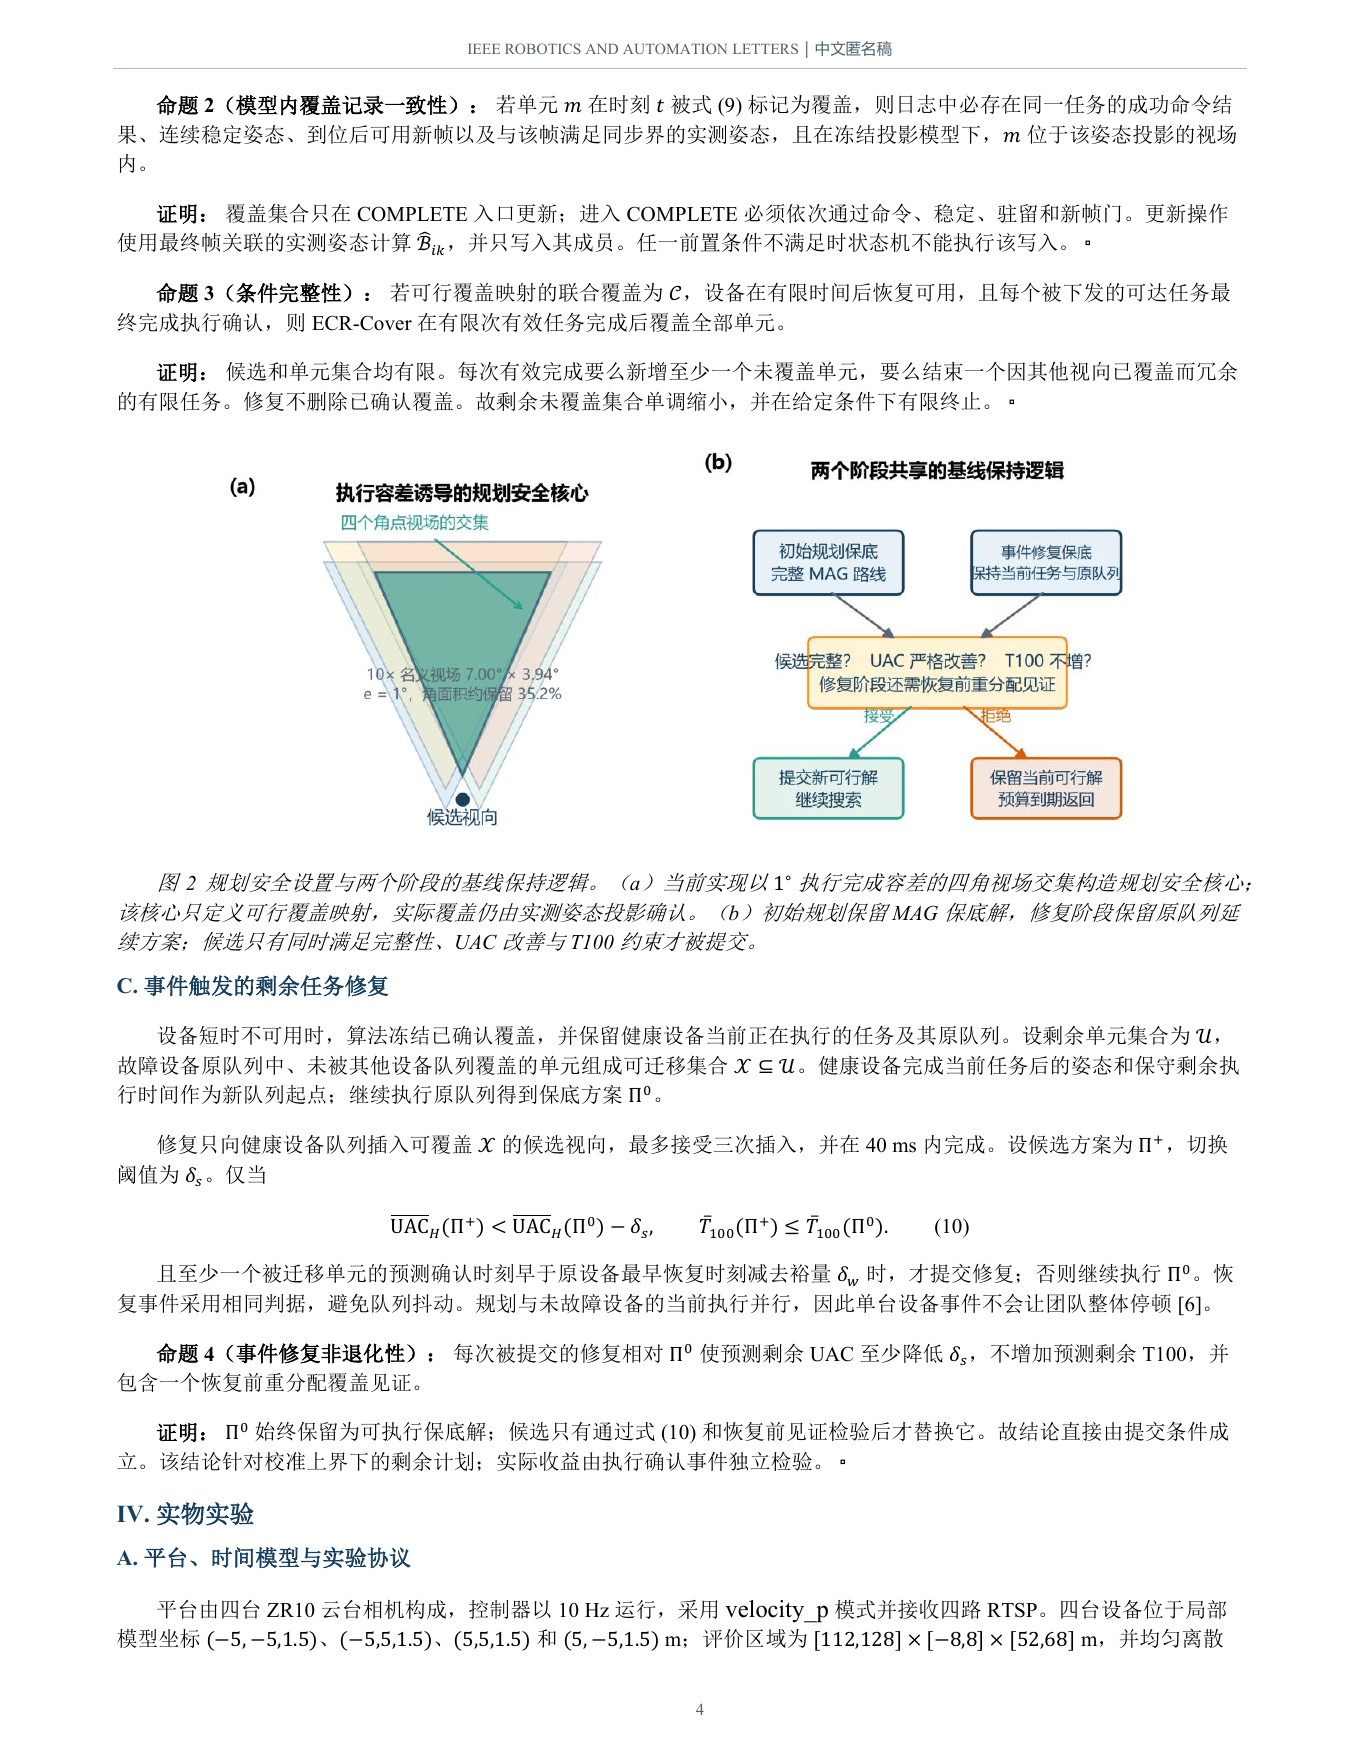 IEEE ROBOTICS AND AUTOMATION LETTERS | 中文匿名稿
命题 2（模型内覆盖记录一致性）： 若单元 m 在时刻 t 被式 (9) 标记为覆盖，则日志中必存在同一任务的成功命令结
果、连续稳定姿态、到位后可用新帧以及与该帧满足同步界的实测姿态，且在冻结投影模型下，m 位于该姿态投影的视场
内。
证明： 覆盖集合只在 COMPLETE 入口更新；进入 COMPLETE 必须依次通过命令、稳定、驻留和新帧门。更新操作
使用最终帧关联的实测姿态计算 𝓑̂ᵢₖ，并只写入其成员。任一前置条件不满足时状态机不能执行该写入。▫
命题 3（条件完整性）： 若可行覆盖映射的联合覆盖为 𝒞，设备在有限时间后恢复可用，且每个被下发的可达任务最
终完成执行确认，则 ECR-Cover 在有限次有效任务完成后覆盖全部单元。
证明： 候选和单元集合均有限。每次有效完成要么新增至少一个未覆盖单元，要么结束一个因其他视向已覆盖而冗余
的有限任务。修复不删除已确认覆盖。故剩余未覆盖集合单调缩小，并在给定条件下有限终止。▫
(a)
执行容差诱导的规划安全核心
四个角点视场的交集
10× 名义视场 7.00° × 3.94°
e = 1°，角面积约保留 35.2%
候选视向
(b)
两个阶段共享的基线保持逻辑
初始规划保底
完整 MAG 路线
事件修复保底
保持当前任务与原队列
候选完整？ UAC 严格改善？ T100 不增？
修复阶段还需恢复前重分配见证
接受
拒绝
提交新可行解
继续搜索
保留当前可行解
预算到期返回
图 2 规划安全设置与两个阶段的基线保持逻辑。（a）当前实现以 1° 执行完成容差的四角视场交集构造规划安全核心；
该核心只定义可行覆盖映射，实际覆盖仍由实测姿态投影确认。（b）初始规划保留 MAG 保底解，修复阶段保留原队列延
续方案；候选只有同时满足完整性、UAC 改善与 T100 约束才被提交。
C. 事件触发的剩余任务修复
设备短时不可用时，算法冻结已确认覆盖，并保留健康设备当前正在执行的任务及其原队列。设剩余单元集合为 𝒰，
故障设备原队列中、未被其他设备队列覆盖的单元组成可迁移集合 𝒳 ⊆ 𝒰。健康设备完成当前任务后的姿态和保守剩余执
行时间作为新队列起点；继续执行原队列得到保底方案 Π⁰。
修复只向健康设备队列插入可覆盖 𝒳 的候选视向，最多接受三次插入，并在 40 ms 内完成。设候选方案为 Π⁺，切换
阈值为 δₛ。仅当
U̅A̅C̅_H(Π⁺) < U̅A̅C̅_H(Π⁰) − δₛ,  T̄₁₀₀(Π⁺) ≤ T̄₁₀₀(Π⁰).  (10)
且至少一个被迁移单元的预测确认时刻早于原设备最早恢复时刻减去裕量 δ_w 时，才提交修复；否则继续执行 Π⁰。恢
复事件采用相同判据，避免队列抖动。规划与未故障设备的当前执行并行，因此单台设备事件不会让团队整体停顿 [6]。
命题 4（事件修复非退化性）： 每次被提交的修复相对 Π⁰ 使预测剩余 UAC 至少降低 δₛ，不增加预测剩余 T100，并
包含一个恢复前重分配覆盖见证。
证明： Π⁰ 始终保留为可执行保底解；候选只有通过式 (10) 和恢复前见证检验后才替换它。故结论直接由提交条件成
立。该结论针对校准上界下的剩余计划；实际收益由执行确认事件独立检验。▫
IV. 实物实验
A. 平台、时间模型与实验协议
平台由四台 ZR10 云台相机构成，控制器以 10 Hz 运行，采用 velocity_p 模式并接收四路 RTSP。四台设备位于局部
模型坐标 (−5,−5,1.5)、(−5,5,1.5)、(5,5,1.5) 和 (5,−5,1.5) m；评价区域为 [112,128] × [−8,8] × [52,68] m，并均匀离散
4